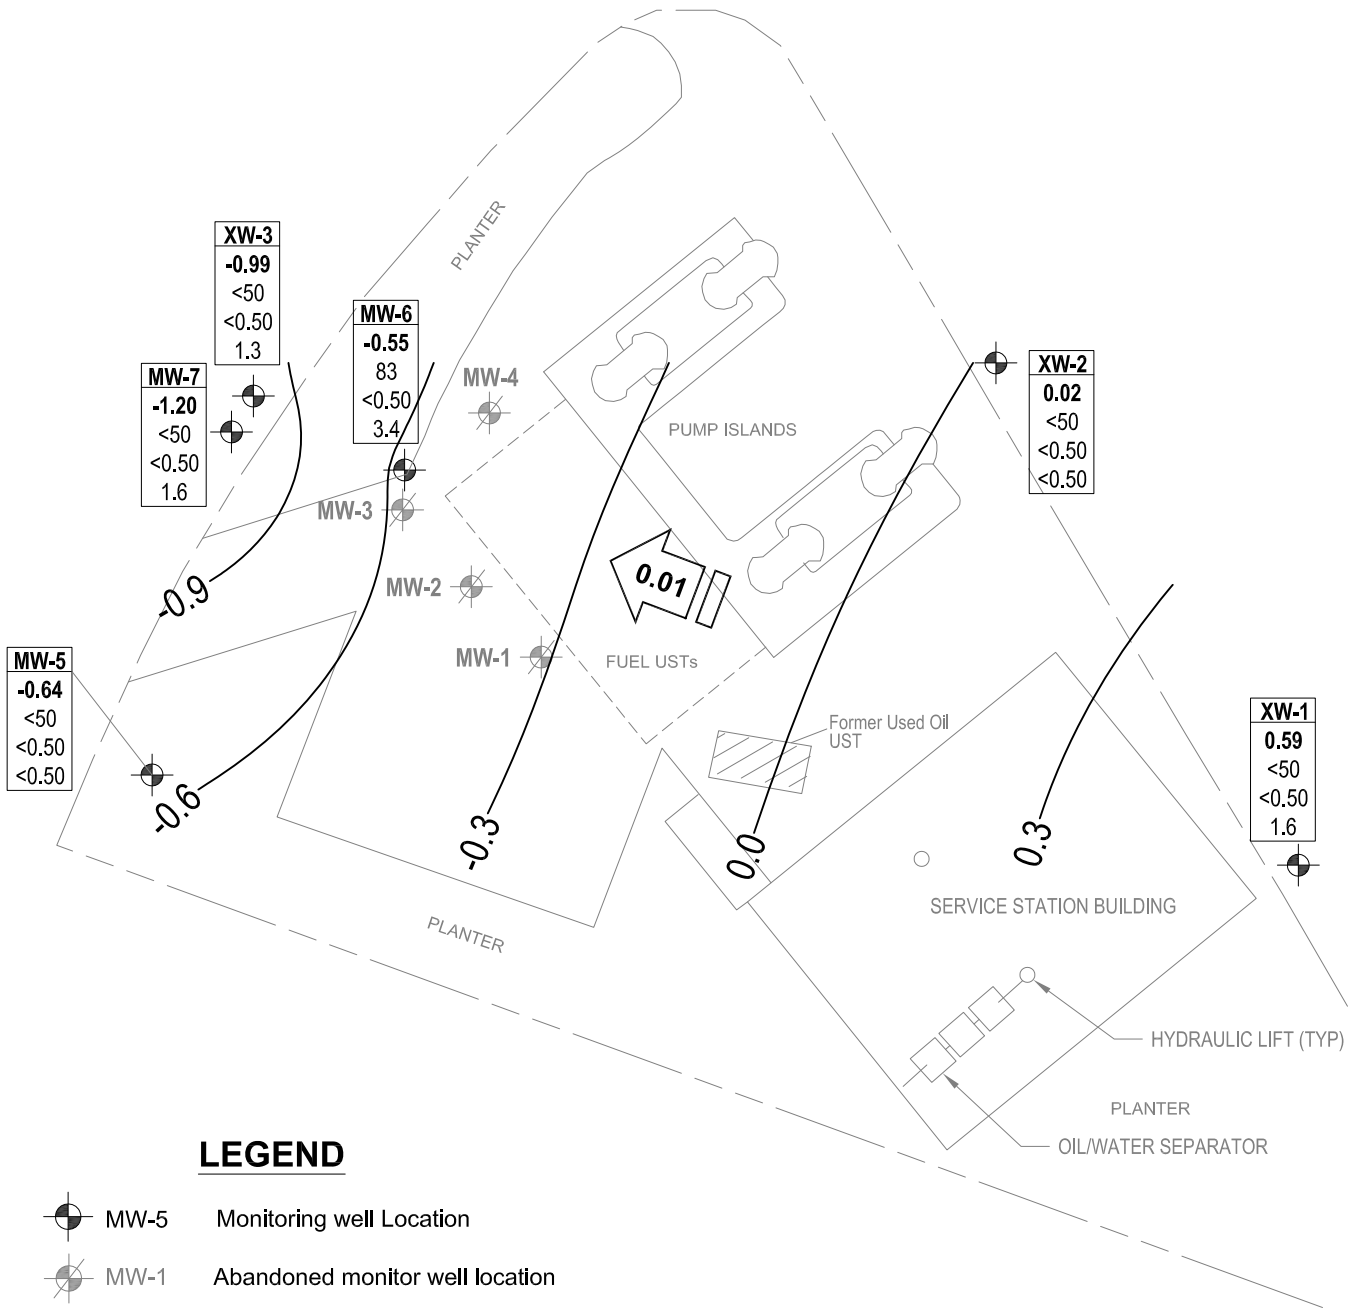 PLANTER
XW-3
-0.99
<50
<0.50
1.3
MW-6
-0.55
83
<0.50
3.4
MW-7
-1.20
<50
<0.50
1.6
MW-4
XW-2
0.02
<50
<0.50
<0.50
PUMP ISLANDS
MW-3
0.01
MW-2
-0.9
MW-1
FUEL USTs
MW-5
-0.64
<50
<0.50
<0.50
Former Used Oil
UST
XW-1
0.59
<50
<0.50
1.6
-0.6
-0.3
0.0
0.3
SERVICE STATION BUILDING
PLANTER
HYDRAULIC LIFT (TYP)
PLANTER
OIL/WATER SEPARATOR
LEGEND
MW-5 Monitoring well Location
MW-1 Abandoned monitor well location